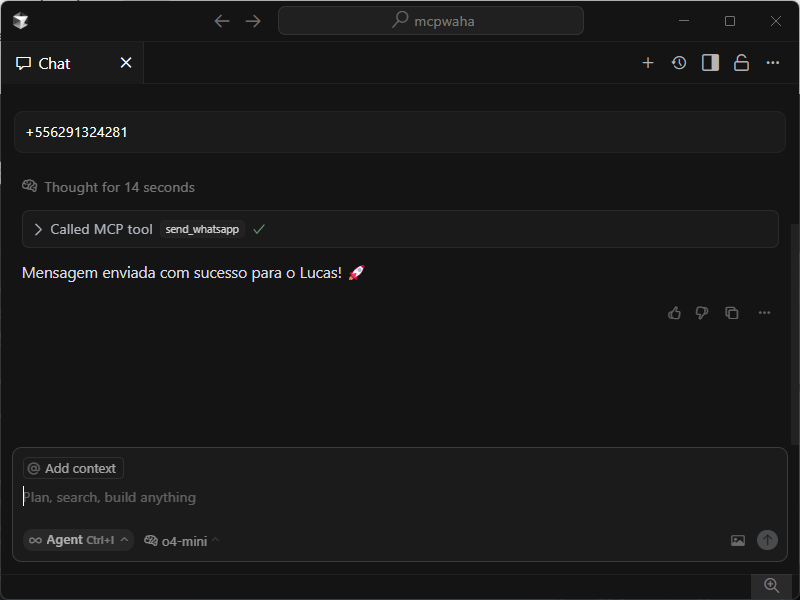 mcpwaha
Chat
+556291324281
Thought for 14 seconds
Called MCP tool send_whatsapp
Mensagem enviada com sucesso para o Lucas! 🚀
@ Add context
Plan, search, build anything
∞ Agent Ctrl+I o4-mini